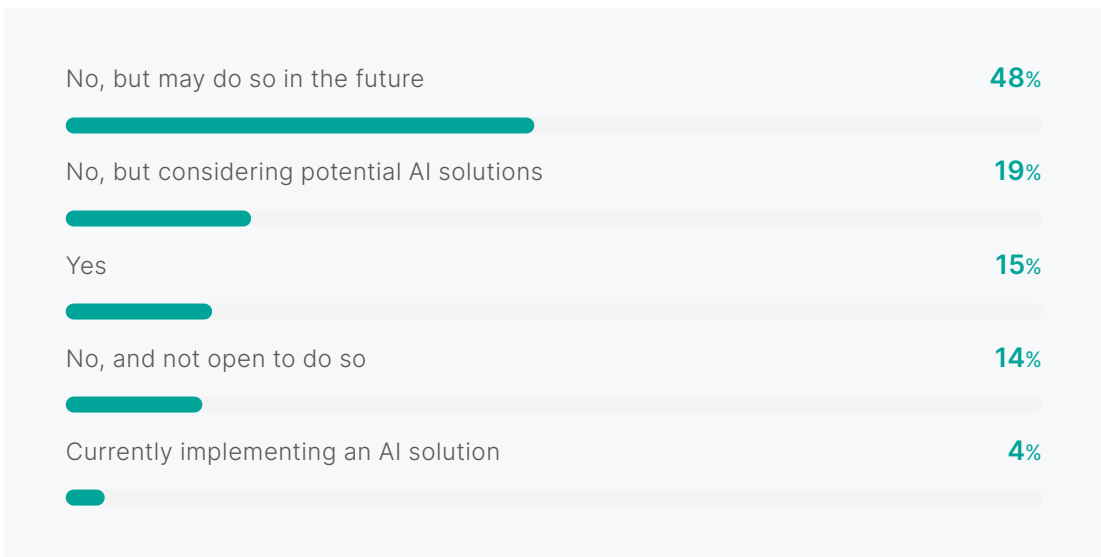 No, but may do so in the future 48%
No, but considering potential AI solutions 19%
Yes 15%
No, and not open to do so 14%
Currently implementing an AI solution 4%